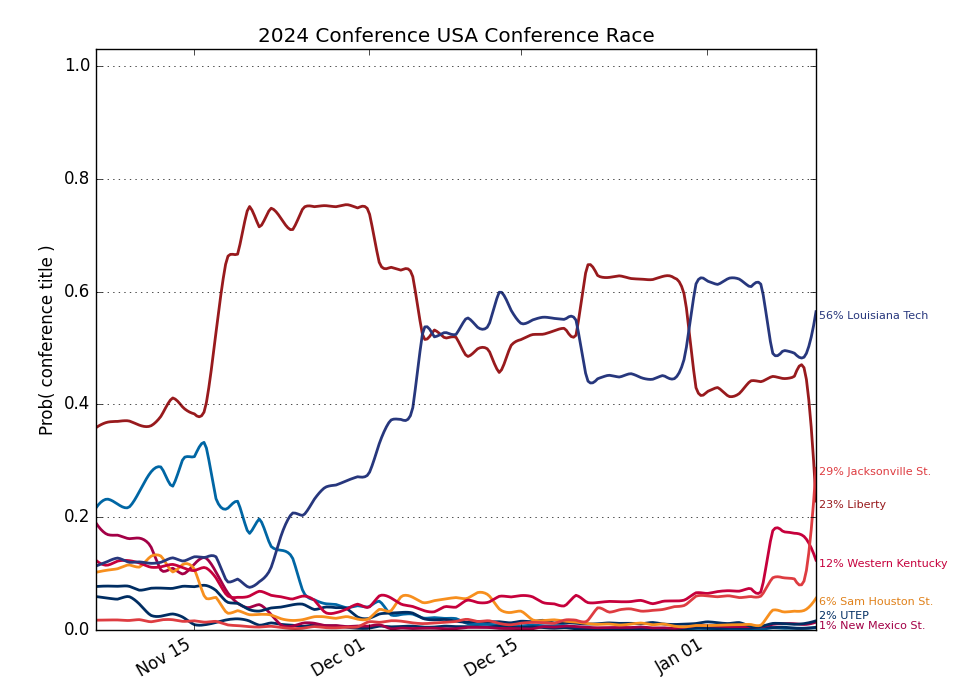 2024 Conference USA Conference Race
1.0
0.8
0.6
0.4
0.2
0.0
Prob( conference title )
Nov 15
Dec 01
Dec 15
Jan 01
56% Louisiana Tech
29% Jacksonville St.
23% Liberty
12% Western Kentucky
6% Sam Houston St.
2% UTEP
1% New Mexico St.